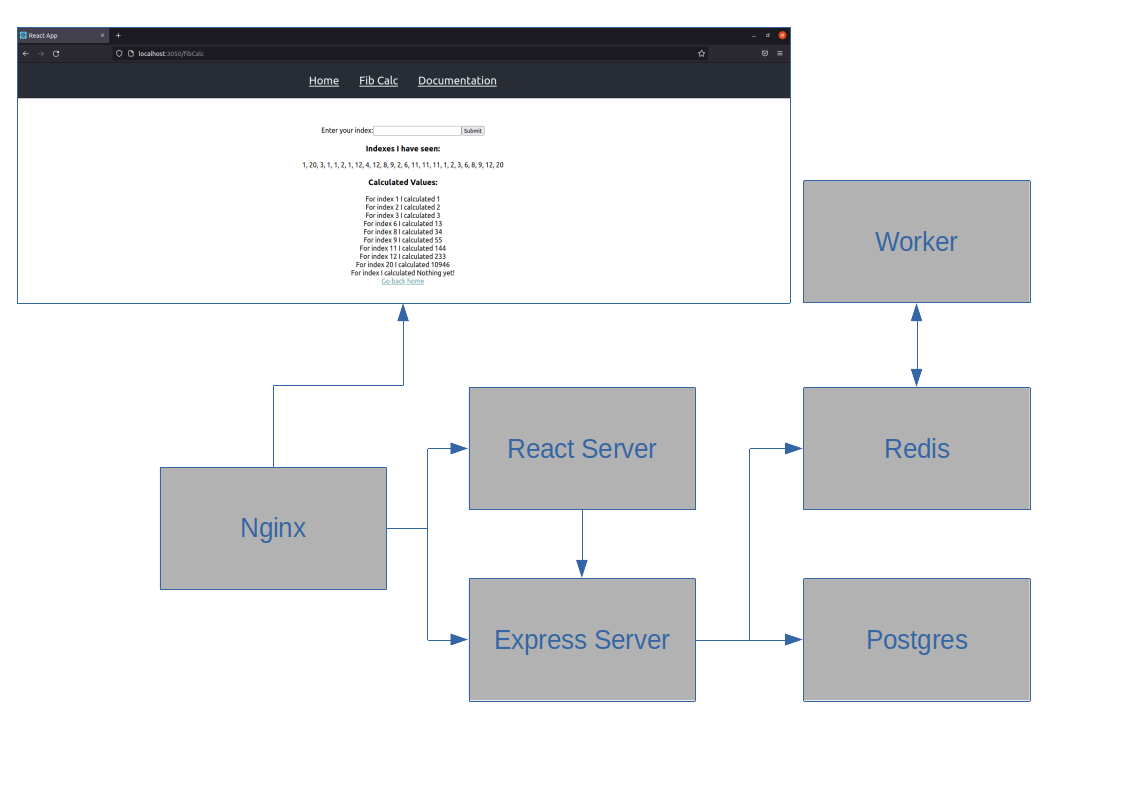 React App
localhost:3050/FibCalc
Home Fib Calc Documentation
Enter your index: Submit
Indexes I have seen:
1, 20, 3, 1, 1, 2, 1, 12, 4, 12, 8, 9, 2, 6, 11, 11, 11, 1, 2, 3, 6, 8, 9, 12, 20
Calculated Values:
For index 1 I calculated 1
For index 2 I calculated 2
For index 3 I calculated 3
For index 6 I calculated 13
For index 8 I calculated 34
For index 9 I calculated 55
For index 11 I calculated 144
For index 12 I calculated 233
For index 20 I calculated 10946
For index I calculated Nothing yet!
Go back home
Worker
React Server
Redis
Nginx
Express Server
Postgres